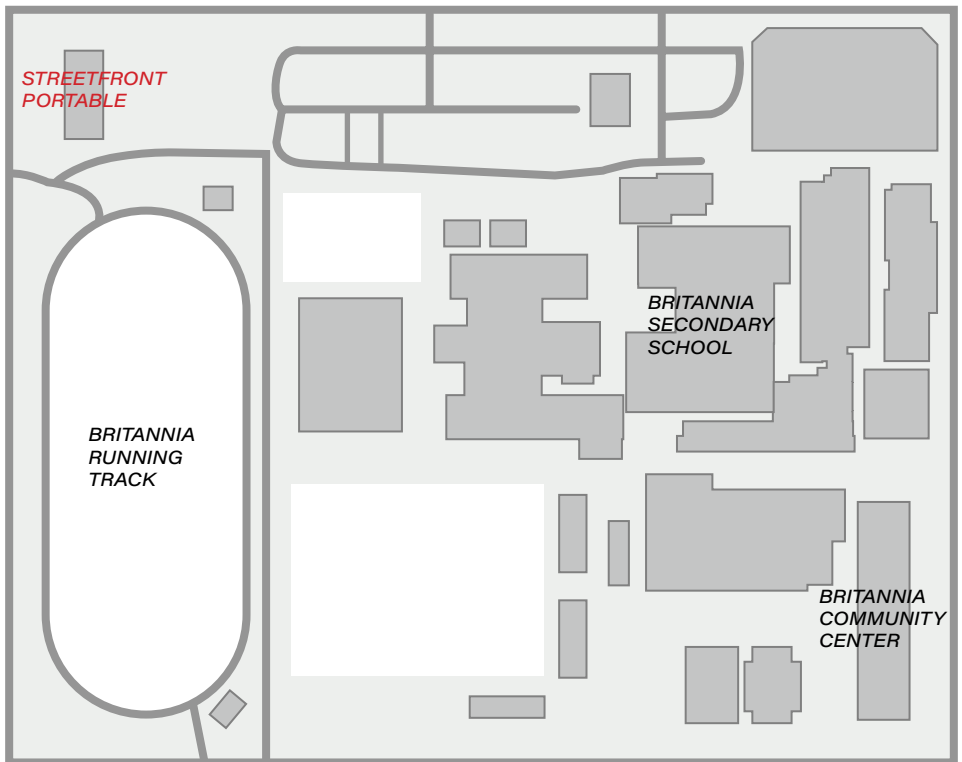 STREETFRONT
PORTABLE
BRITANNIA
SECONDARY
SCHOOL
BRITANNIA
RUNNING
TRACK
BRITANNIA
COMMUNITY
CENTER